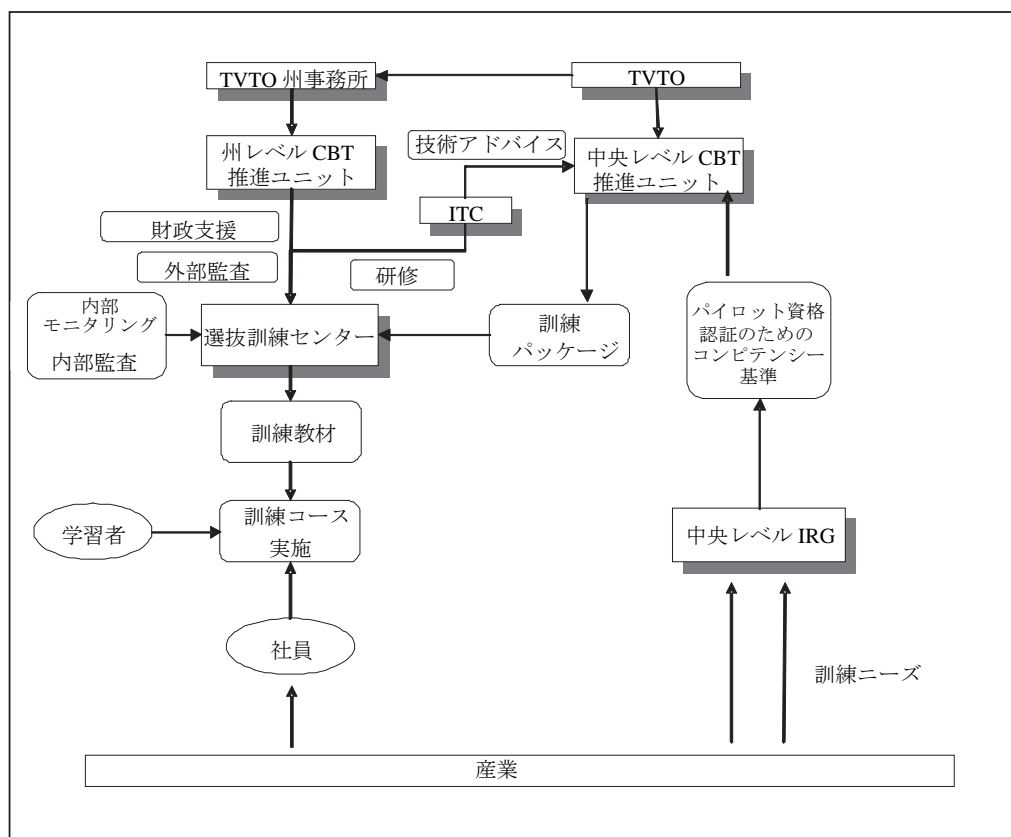 TVTO 州事務所
TVTO
州レベル CBT
推進ユニット
技術アドバイス
中央レベル CBT
推進ユニット
ITC
財政支援
外部監査
研修
内部
モニタリング
内部監査
選抜訓練センター
訓練
パッケージ
パイロット資格
認証のための
コンピテンシー
基準
訓練教材
学習者
訓練コース
実施
中央レベル IRG
社員
訓練ニーズ
産業